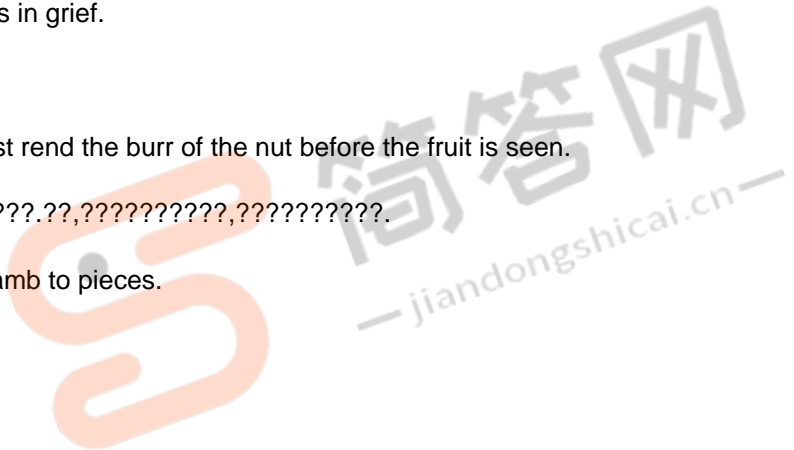 s in grief.
st rend the burr of the nut before the fruit is seen.
???.??,??????????,??????????.
amb to pieces.
简答网
jiandongshicai.cn